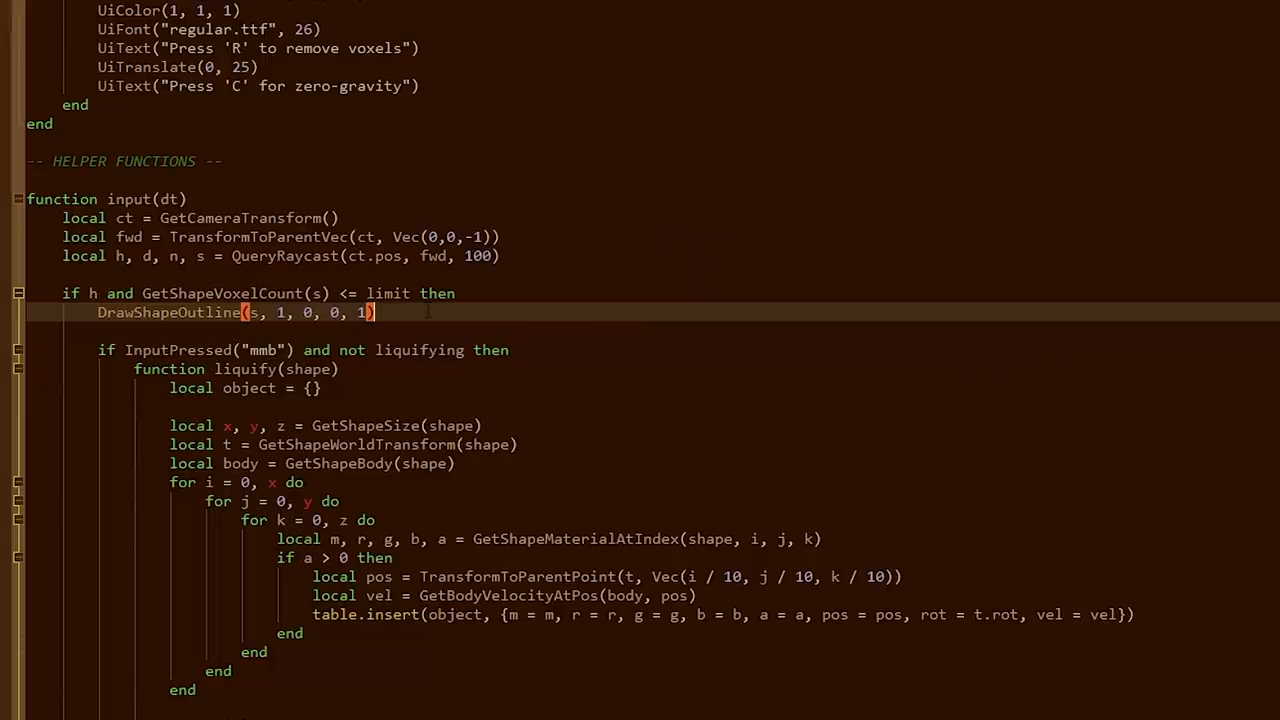 UiColor(1, 1, 1)
UiFont("regular.ttf", 26)
UiText("Press 'R' to remove voxels")
UiTranslate(0, 25)
UiText("Press 'C' for zero-gravity")
end
end
-- HELPER FUNCTIONS --
function input(dt)
local ct = GetCameraTransform()
local fwd = TransformToParentVec(ct, Vec(0,0,-1))
local h, d, n, s = QueryRaycast(ct.pos, fwd, 100)
if h and GetShapeVoxelCount(s) <= limit then
DrawShapeOutline(s, 1, 0, 0, 1)
if InputPressed("mmb") and not liquifying then
function liquify(shape)
local object = {}
local x, y, z = GetShapeSize(shape)
local t = GetShapeWorldTransform(shape)
local body = GetShapeBody(shape)
for i = 0, x do
for j = 0, y do
for k = 0, z do
local m, r, g, b, a = GetShapeMaterialAtIndex(shape, i, j, k)
if a > 0 then
local pos = TransformToParentPoint(t, Vec(i / 10, j / 10, k / 10))
local vel = GetBodyVelocityAtPos(body, pos)
table.insert(object, {m = m, r = r, g = g, b = b, a = a, pos = pos, rot = t.rot, vel = vel})
end
end
end
end